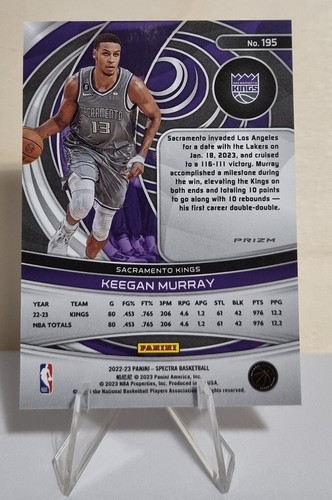 No. 195
SACRAMENTO
KINGS
SACRAMENTO
13
Sacramento invaded Los Angeles
for a date with the Lakers on
Jan. 18, 2023, and cruised
to a 116-111 victory. Murray
accomplished a milestone during
the win, elevating the Kings on
both ends and totaling 10 points
to go along with 10 rebounds —
his first career double-double.
PRIZM
SACRAMENTO KINGS
KEEGAN MURRAY
YEAR TEAM G FG% FT% 3PM RPG APG STL BLK PTS PPG
22-23 KINGS 80 .453 .765 206 4.6 1.2 61 42 976 12.2
NBA TOTALS 80 .453 .765 206 4.6 1.2 61 42 976 12.2
PANINI
2022-23 PANINI - SPECTRA BASKETBALL
© 2023 Panini America, Inc.
© 2023 NBA Properties, Inc. Produced in USA.
the National Basketball Players Association. rights reserved.
NBA